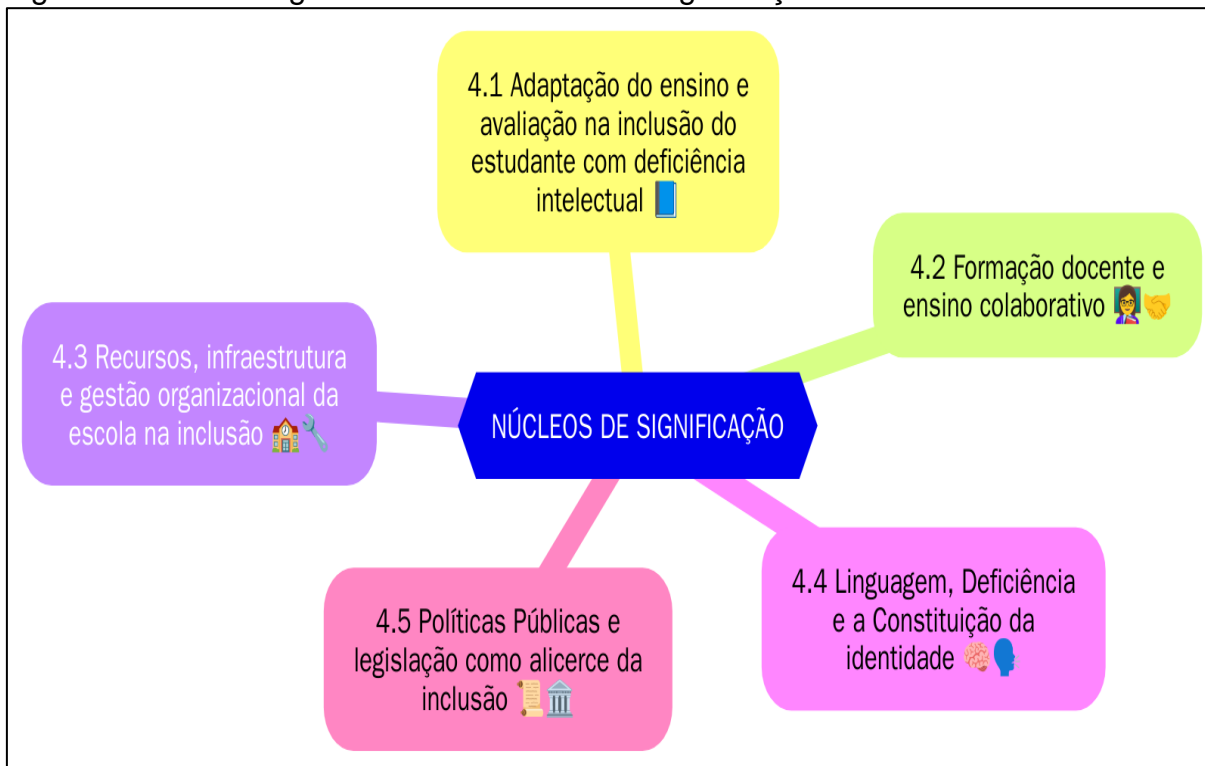 4.1 Adaptação do ensino e
avaliação na inclusão do
estudante com deficiência
intelectual 📘
4.2 Formação docente e
ensino colaborativo 👩‍🏫🤝
4.3 Recursos, infraestrutura
e gestão organizacional da
escola na inclusão 🏫🔧
NÚCLEOS DE SIGNIFICAÇÃO
4.4 Linguagem, Deficiência
e a Constituição da
identidade 🧠🗣️
4.5 Políticas Públicas e
legislação como alicerce da
inclusão 📜🏛️